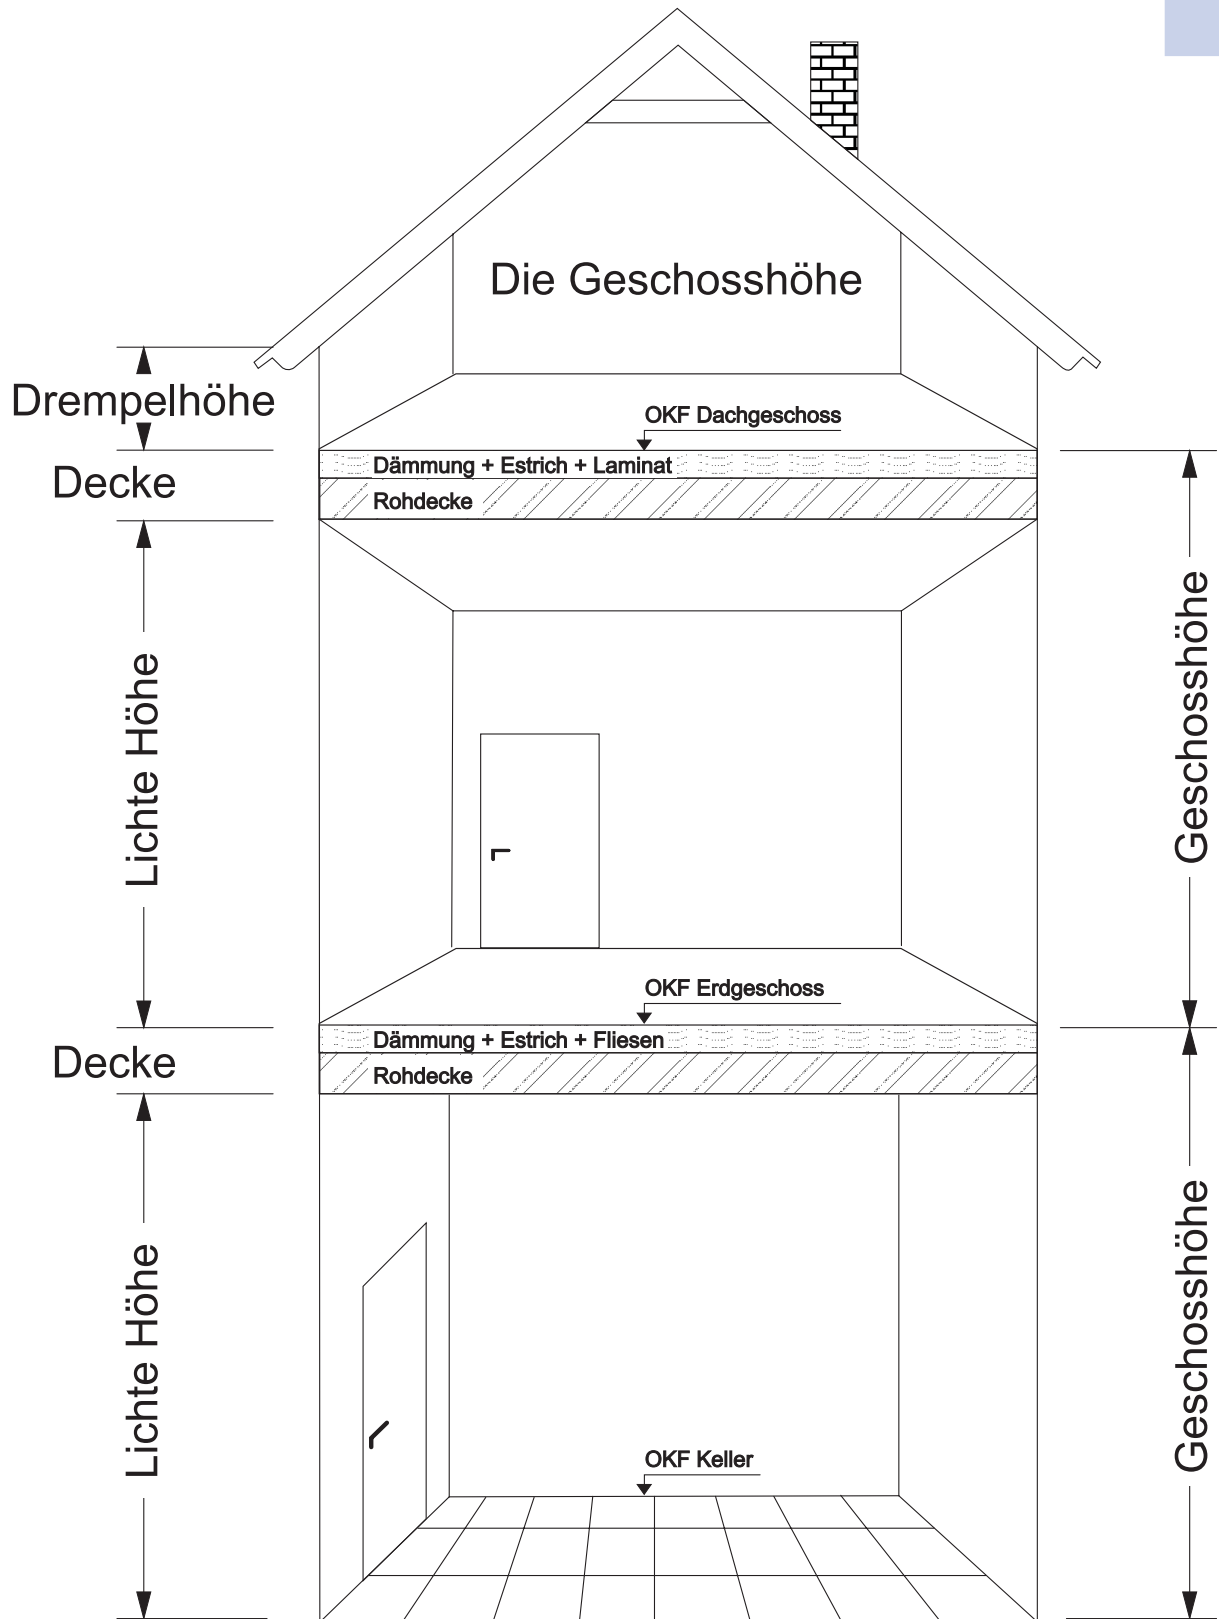 Die Geschosshöhe
Drempelhöhe
OKF Dachgeschoss
Decke
Dämmung + Estrich + Laminat
Rohdecke
Lichte Höhe
Geschosshöhe
OKF Erdgeschoss
Decke
Dämmung + Estrich + Fliesen
Rohdecke
Lichte Höhe
Geschosshöhe
OKF Keller